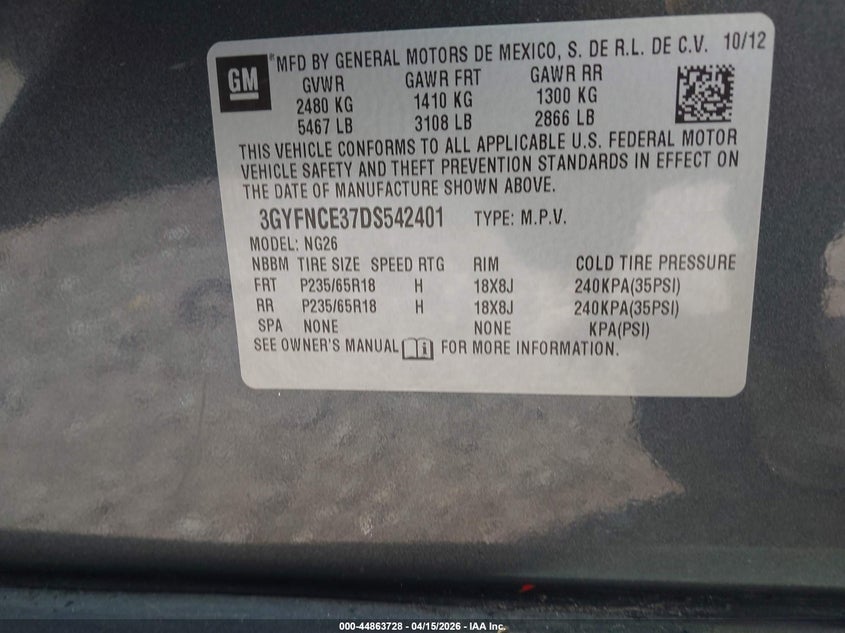 GM
®MFD BY GENERAL MOTORS DE MEXICO, S. DE R.L. DE C.V. 10/12
GVWR GAWR FRT GAWR RR
2480 KG 1410 KG 1300 KG
5467 LB 3108 LB 2866 LB
THIS VEHICLE CONFORMS TO ALL APPLICABLE U.S. FEDERAL MOTOR
VEHICLE SAFETY AND THEFT PREVENTION STANDARDS IN EFFECT ON
THE DATE OF MANUFACTURE SHOWN ABOVE.
3GYFNCE37DS542401 TYPE: M.P.V.
MODEL: NG26
NBBM TIRE SIZE SPEED RTG RIM COLD TIRE PRESSURE
FRT P235/65R18 H 18X8J 240KPA(35PSI)
RR P235/65R18 H 18X8J 240KPA(35PSI)
SPA NONE NONE KPA(PSI)
SEE OWNER'S MANUAL i FOR MORE INFORMATION.
000-44863728 - 04/15/2026 - IAA Inc.